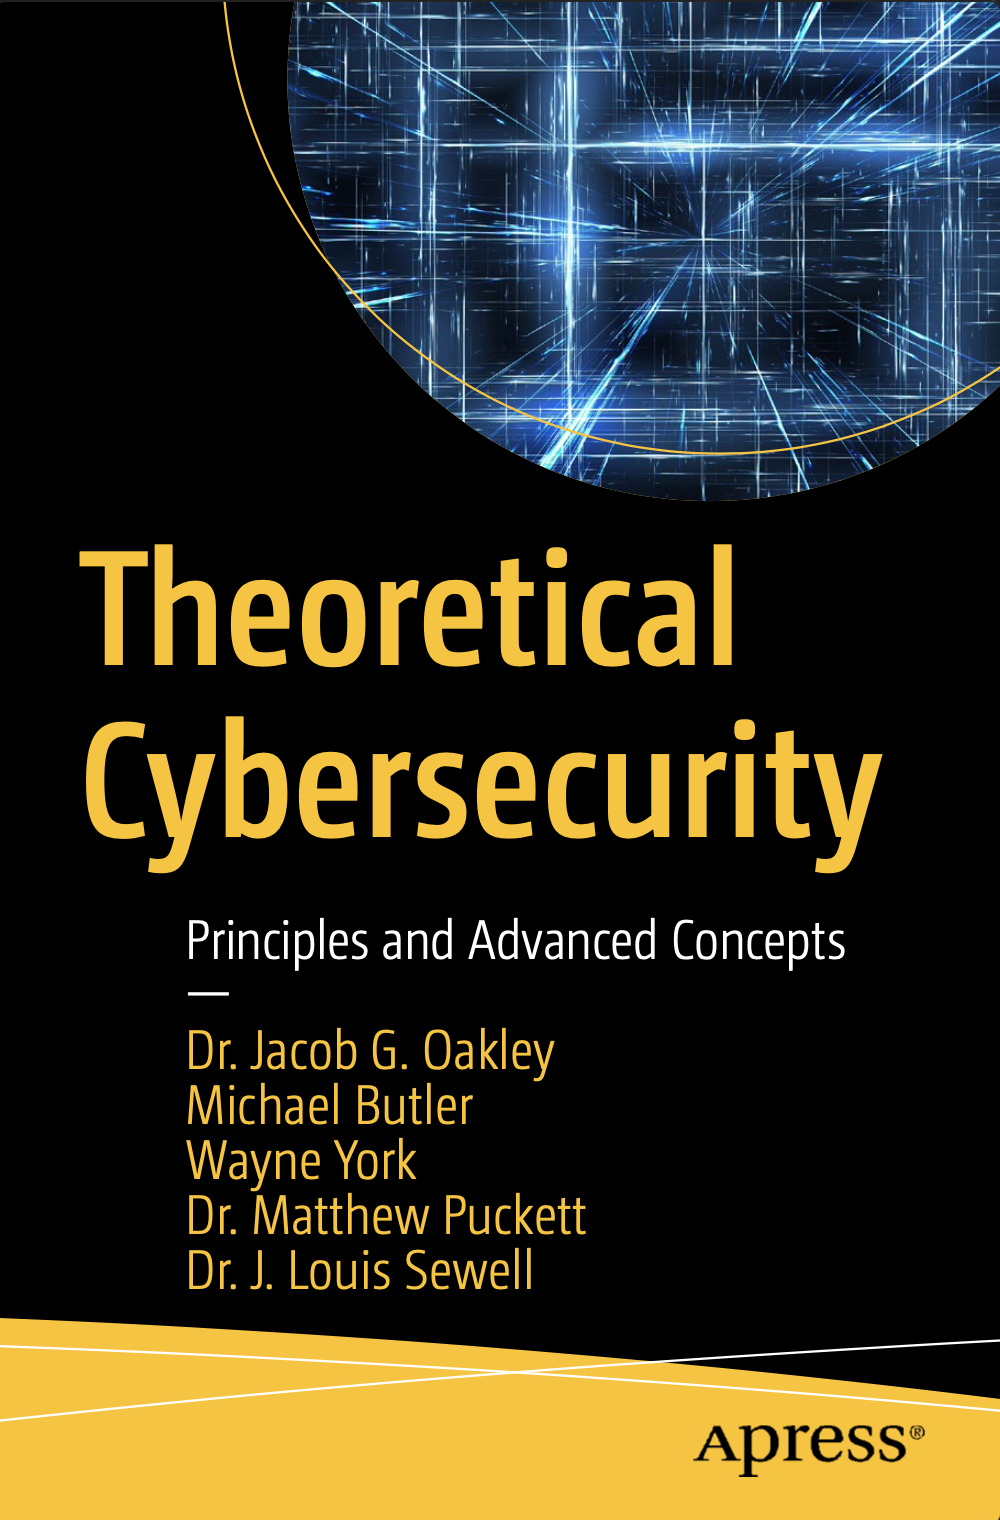 Theoretical
Cybersecurity
Principles and Advanced Concepts
—
Dr. Jacob G. Oakley
Michael Butler
Wayne York
Dr. Matthew Puckett
Dr. J. Louis Sewell
Apress®